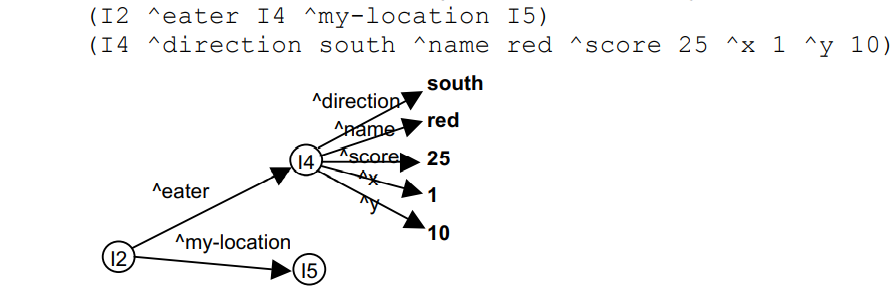 (I2 ^eater I4 ^my-location I5)
(I4 ^direction south ^name red ^score 25 ^x 1 ^y 10)
south
^direction
^name
red
I4
^score
25
^x
1
^eater
^y
10
^my-location
I2
I5